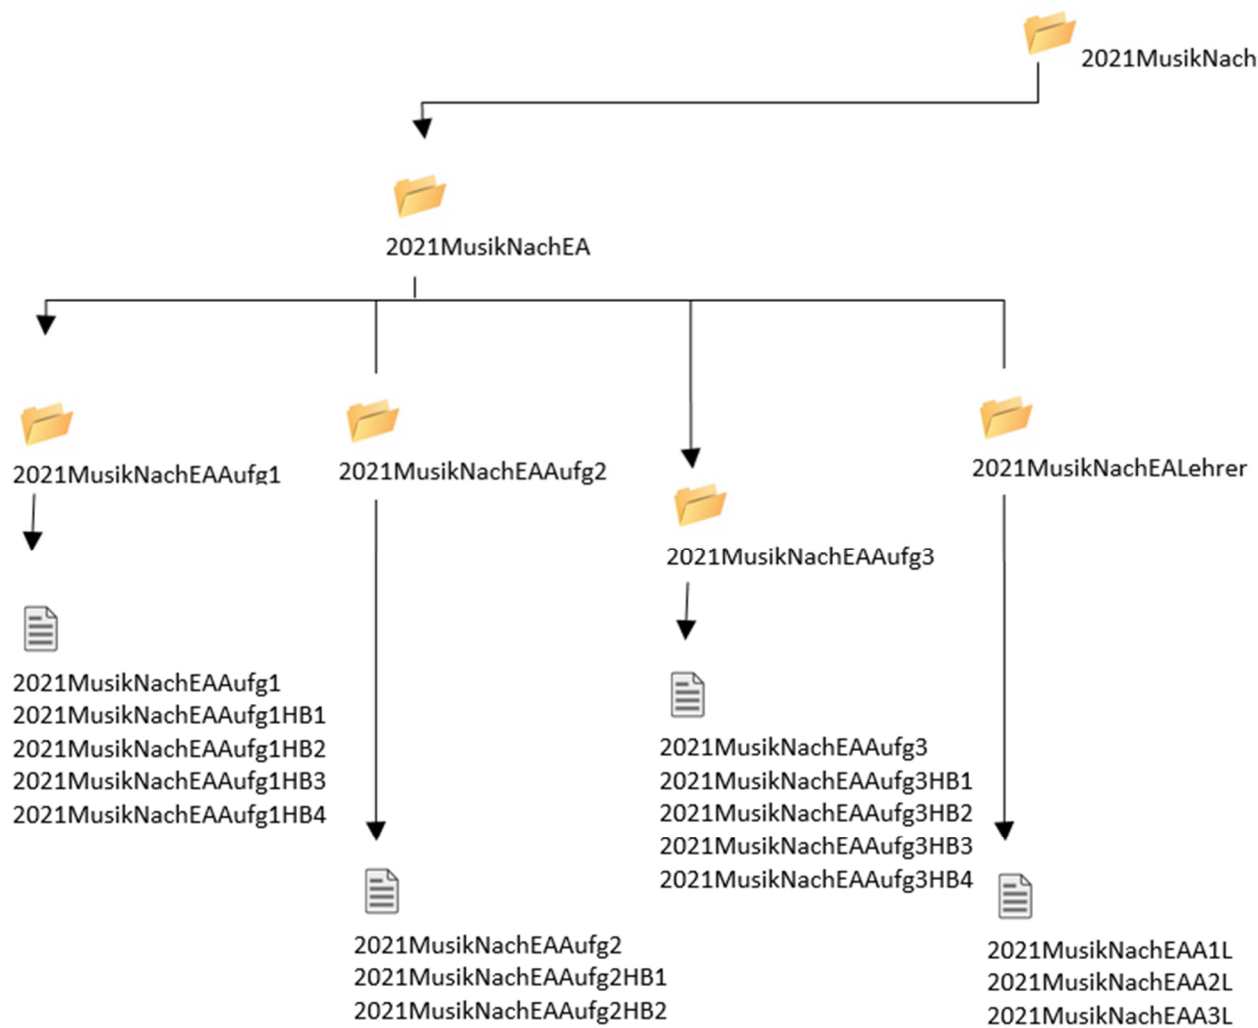 2021MusikNach
2021MusikNachEA
2021MusikNachEAAufg1
2021MusikNachEAAufg2
2021MusikNachEAAufg3
2021MusikNachEALehrer
2021MusikNachEAAufg1
2021MusikNachEAAufg1HB1
2021MusikNachEAAufg1HB2
2021MusikNachEAAufg1HB3
2021MusikNachEAAufg1HB4
2021MusikNachEAAufg2
2021MusikNachEAAufg2HB1
2021MusikNachEAAufg2HB2
2021MusikNachEAAufg3
2021MusikNachEAAufg3HB1
2021MusikNachEAAufg3HB2
2021MusikNachEAAufg3HB3
2021MusikNachEAAufg3HB4
2021MusikNachEAA1L
2021MusikNachEAA2L
2021MusikNachEAA3L